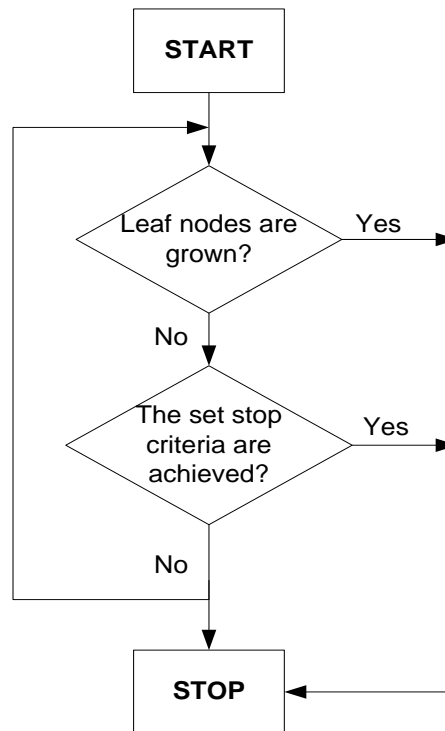 START
Leaf nodes are
grown?
Yes
No
The set stop
criteria are
achieved?
Yes
No
STOP